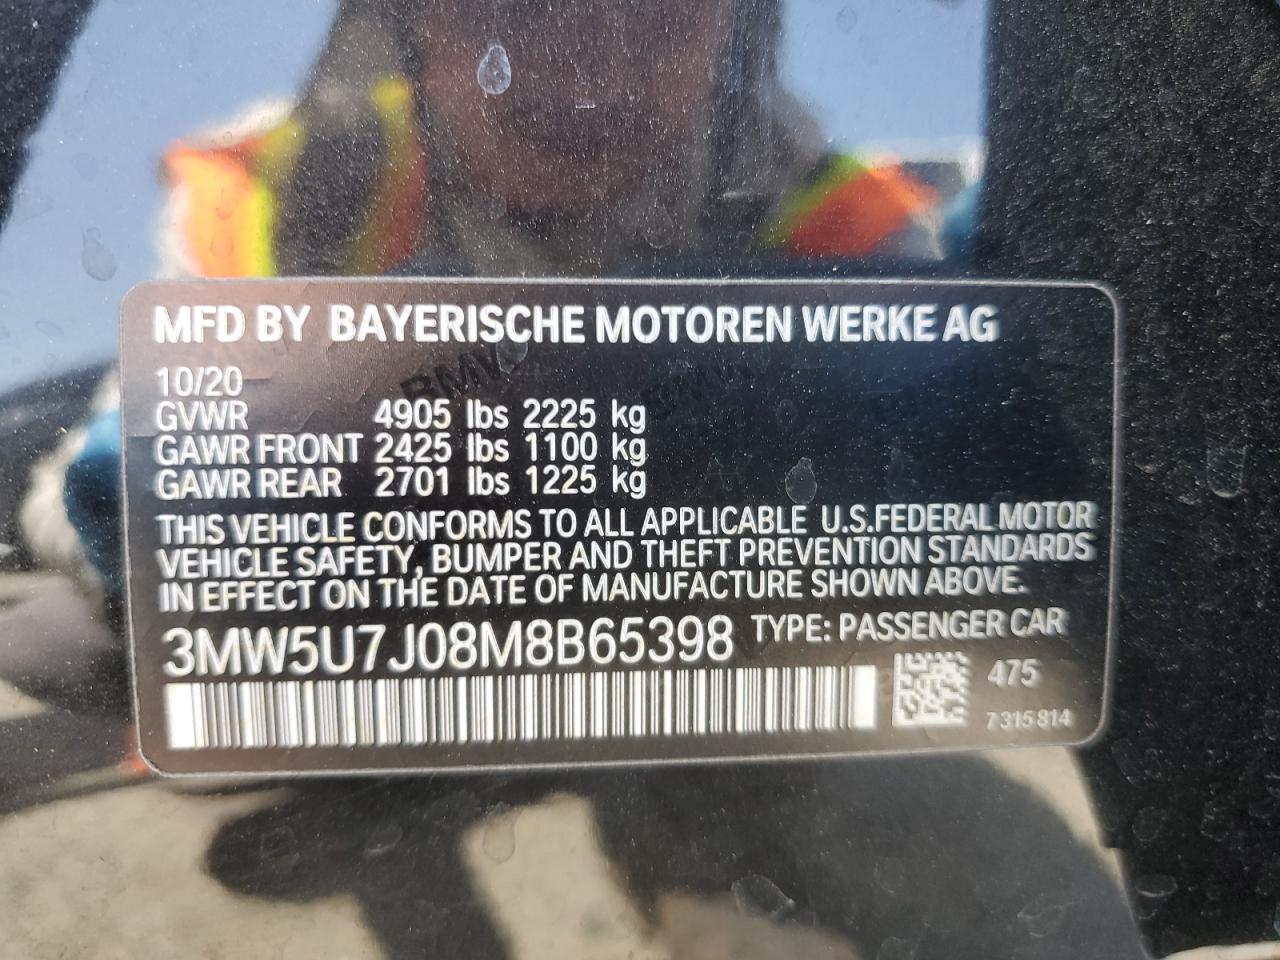 MFD BY BAYERISCHE MOTOREN WERKE AG
10/20
GVWR 4905 lbs 2225 kg
GAWR FRONT 2425 lbs 1100 kg
GAWR REAR 2701 lbs 1225 kg
THIS VEHICLE CONFORMS TO ALL APPLICABLE U.S.FEDERAL MOTOR
VEHICLE SAFETY, BUMPER AND THEFT PREVENTION STANDARDS
IN EFFECT ON THE DATE OF MANUFACTURE SHOWN ABOVE.
3MW5U7J08M8B65398 TYPE: PASSENGER CAR
475
7315814